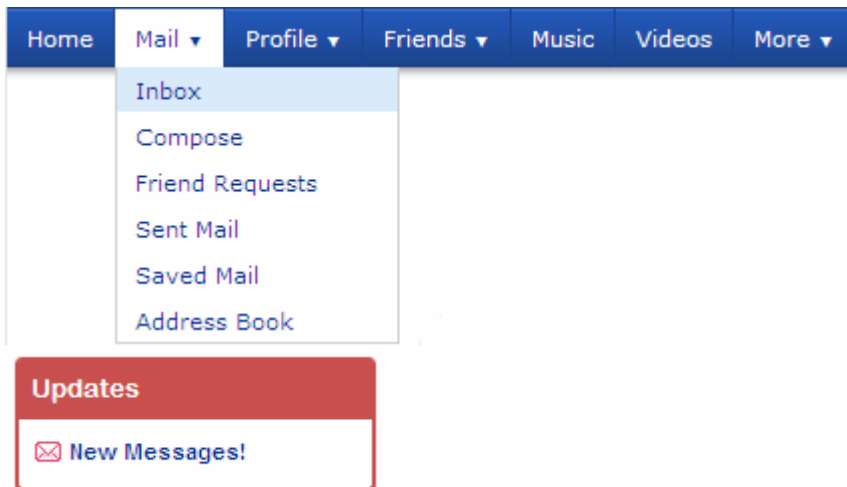 Home Mail ▾ Profile ▾ Friends ▾ Music Videos More ▾
Inbox
Compose
Friend Requests
Sent Mail
Saved Mail
Address Book
Updates
New Messages!